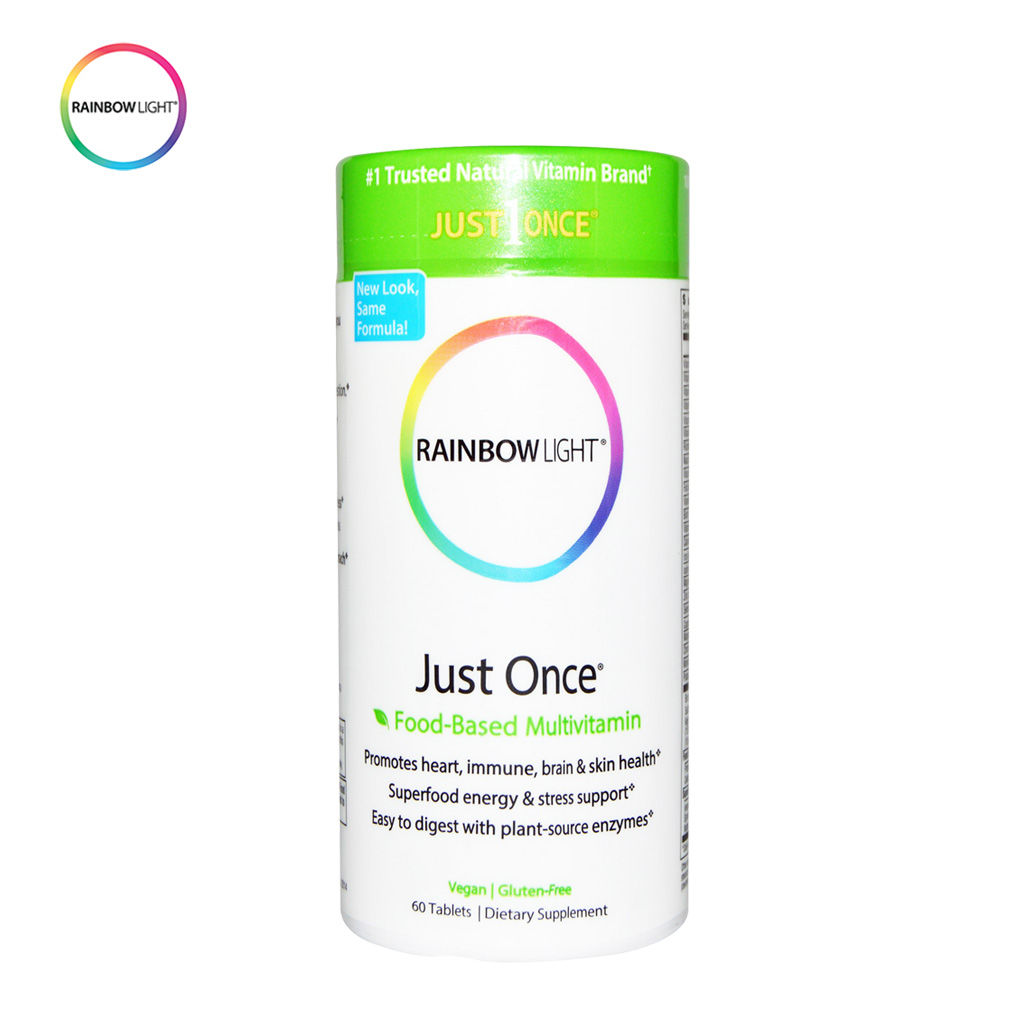 RAINBOW LIGHT®
#1 Trusted Natural Vitamin Brand†
JUST 1 ONCE®
New Look,
Same
Formula!
RAINBOW LIGHT®
Just Once®
Food-Based Multivitamin
Promotes heart, immune, brain & skin health❖
Superfood energy & stress support❖
Easy to digest with plant-source enzymes❖
Vegan | Gluten-Free
60 Tablets | Dietary Supplement